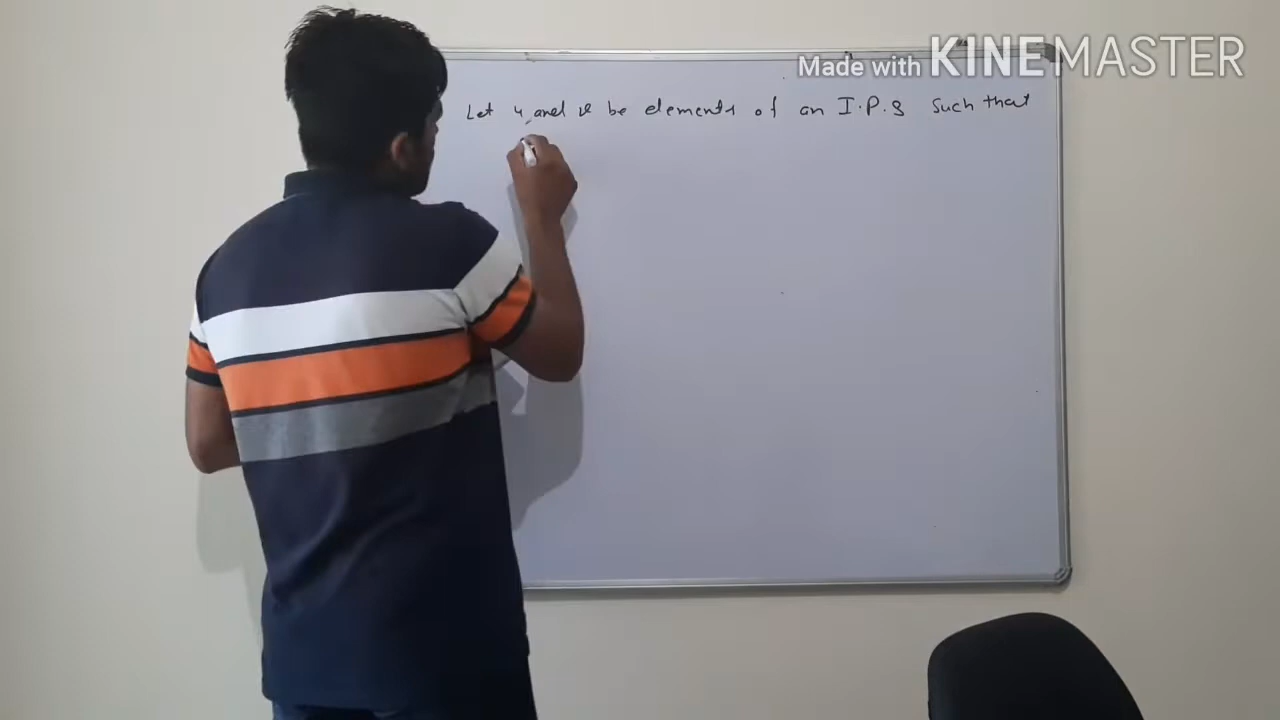 Made with KINEMASTER
Let u and v be elements of an I.P.S Such that